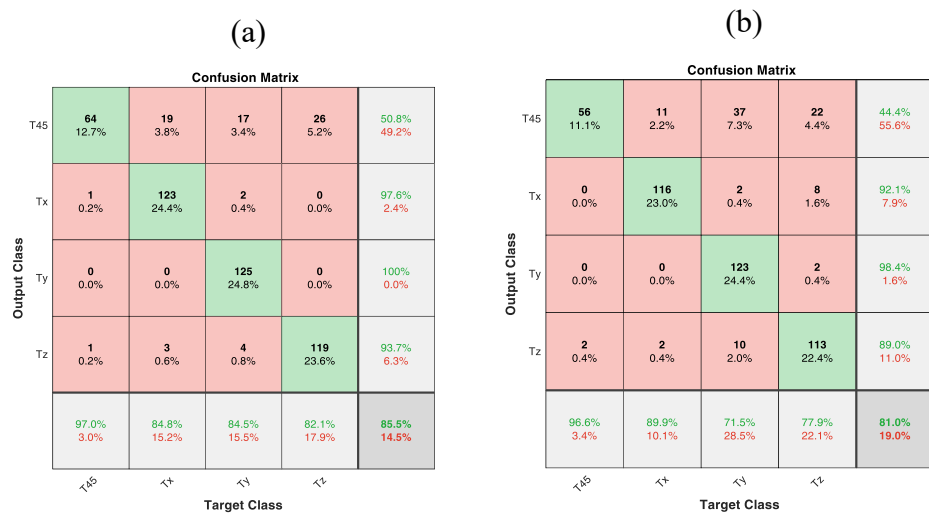 (a)
Confusion Matrix
Output Class
T45
64 19 17 26 50.8%
12.7% 3.8% 3.4% 5.2% 49.2%
Tx
1 123 2 0 97.6%
0.2% 24.4% 0.4% 0.0% 2.4%
Ty
0 0 125 0 100%
0.0% 0.0% 24.8% 0.0% 0.0%
Tz
1 3 4 119 93.7%
0.2% 0.6% 0.8% 23.6% 6.3%
97.0% 84.8% 84.5% 82.1% 85.5%
3.0% 15.2% 15.5% 17.9% 14.5%
T45 Tx Ty Tz
Target Class
(b)
Confusion Matrix
Output Class
T45
56 11 37 22 44.4%
11.1% 2.2% 7.3% 4.4% 55.6%
Tx
0 116 2 8 92.1%
0.0% 23.0% 0.4% 1.6% 7.9%
Ty
0 0 123 2 98.4%
0.0% 0.0% 24.4% 0.4% 1.6%
Tz
2 2 10 113 89.0%
0.4% 0.4% 2.0% 22.4% 11.0%
96.6% 89.9% 71.5% 77.9% 81.0%
3.4% 10.1% 28.5% 22.1% 19.0%
T45 Tx Ty Tz
Target Class